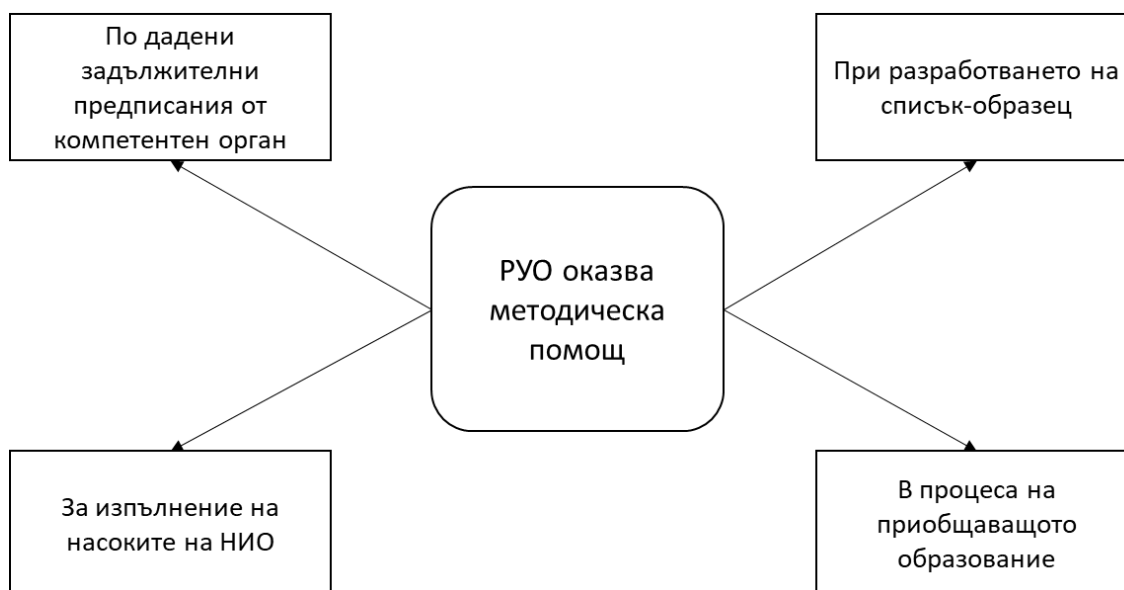 По дадени
задължителни
предписания от
компетентен орган
При разработването на
списък-образец
РУО оказва
методическа
помощ
За изпълнение на
насоките на НИО
В процеса на
приобщаващото
образование